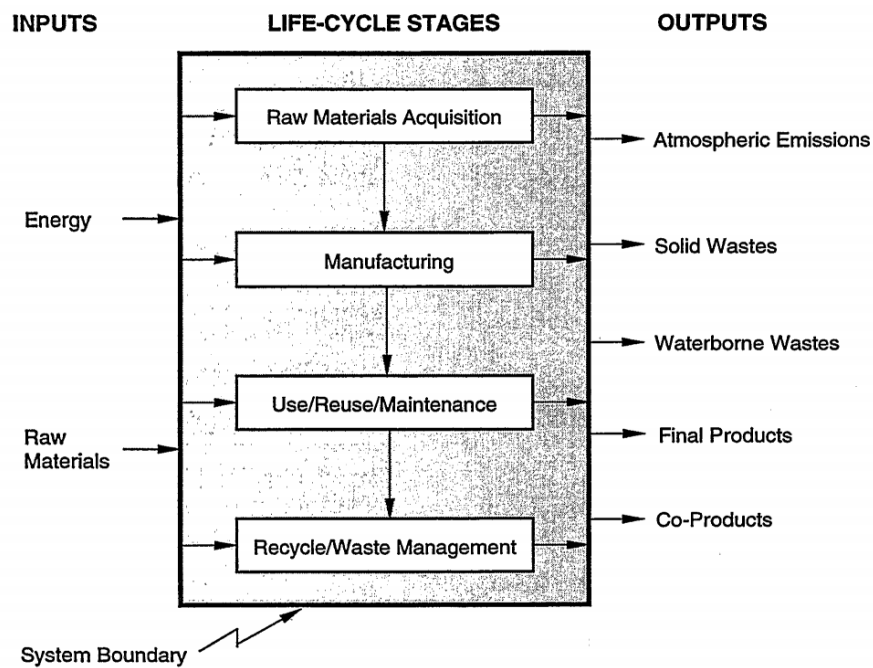 INPUTS
LIFE-CYCLE STAGES
OUTPUTS
Raw Materials Acquisition
Atmospheric Emissions
Energy
Solid Wastes
Manufacturing
Waterborne Wastes
Use/Reuse/Maintenance
Raw
Materials
Final Products
Co-Products
Recycle/Waste Management
System Boundary